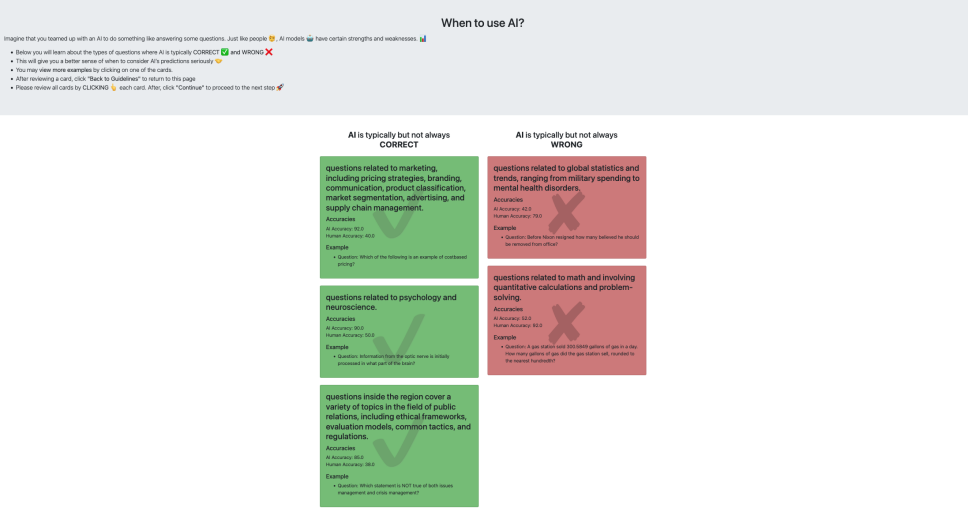 When to use AI?
Imagine that you teamed up with an AI to do something like answering some questions. Just like people 🧑, AI models 🤖 have certain strengths and weaknesses. 📊
• Below you will learn about the types of questions where AI is typically CORRECT ✅ and WRONG ❌
• This will give you a better sense of when to consider AI's predictions seriously 🤝
• You may view more examples by clicking on one of the cards.
• After reviewing a card, click "Back to Guidelines" to return to this page
• Please review all cards by CLICKING 👆 each card. After, click "Continue" to proceed to the next step 🚀
AI is typically but not always
CORRECT
questions related to marketing,
including pricing strategies, branding,
communication, product classification,
market segmentation, advertising, and
supply chain management.
Accuracies
AI Accuracy: 92.0
Human Accuracy: 40.0
Example
• Question: Which of the following is an example of costbased
pricing?
questions related to psychology and
neuroscience.
Accuracies
AI Accuracy: 90.0
Human Accuracy: 50.0
Example
• Question: Information from the optic nerve is initially
processed in what part of the brain?
questions inside the region cover a
variety of topics in the field of public
relations, including ethical frameworks,
evaluation models, common tactics, and
regulations.
Accuracies
AI Accuracy: 85.0
Human Accuracy: 38.0
Example
• Question: Which statement is NOT true of both issues
management and crisis management?
AI is typically but not always
WRONG
questions related to global statistics and
trends, ranging from military spending to
mental health disorders.
Accuracies
AI Accuracy: 42.0
Human Accuracy: 79.0
Example
• Question: Before Nixon resigned how many believed he should
be removed from office?
questions related to math and involving
quantitative calculations and problem-
solving.
Accuracies
AI Accuracy: 52.0
Human Accuracy: 92.0
Example
• Question: A gas station sold 300.5649 gallons of gas in a day.
How many gallons of gas did the gas station sell, rounded to
the nearest hundredth?